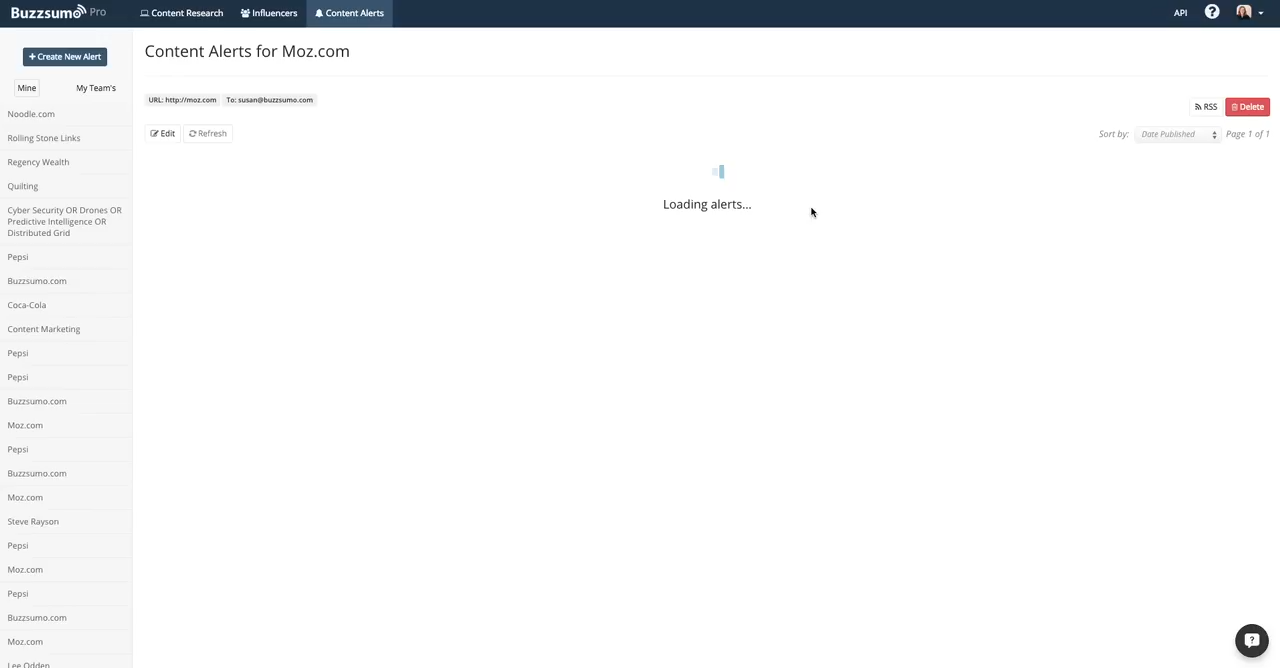 Buzzsumo Pro
Content Research
Influencers
Content Alerts
API
?
+ Create New Alert
Mine
My Team's
Noodle.com
Rolling Stone Links
Regency Wealth
Quilting
Cyber Security OR Drones OR
Predictive Intelligence OR
Distributed Grid
Pepsi
Buzzsumo.com
Coca-Cola
Content Marketing
Pepsi
Pepsi
Buzzsumo.com
Moz.com
Pepsi
Buzzsumo.com
Moz.com
Steve Rayson
Pepsi
Moz.com
Pepsi
Buzzsumo.com
Moz.com
Lee Odden
Content Alerts for Moz.com
URL: http://moz.com
To: susan@buzzsumo.com
RSS
Delete
Edit
Refresh
Sort by:
Date Published
Page 1 of 1
Loading alerts...
?